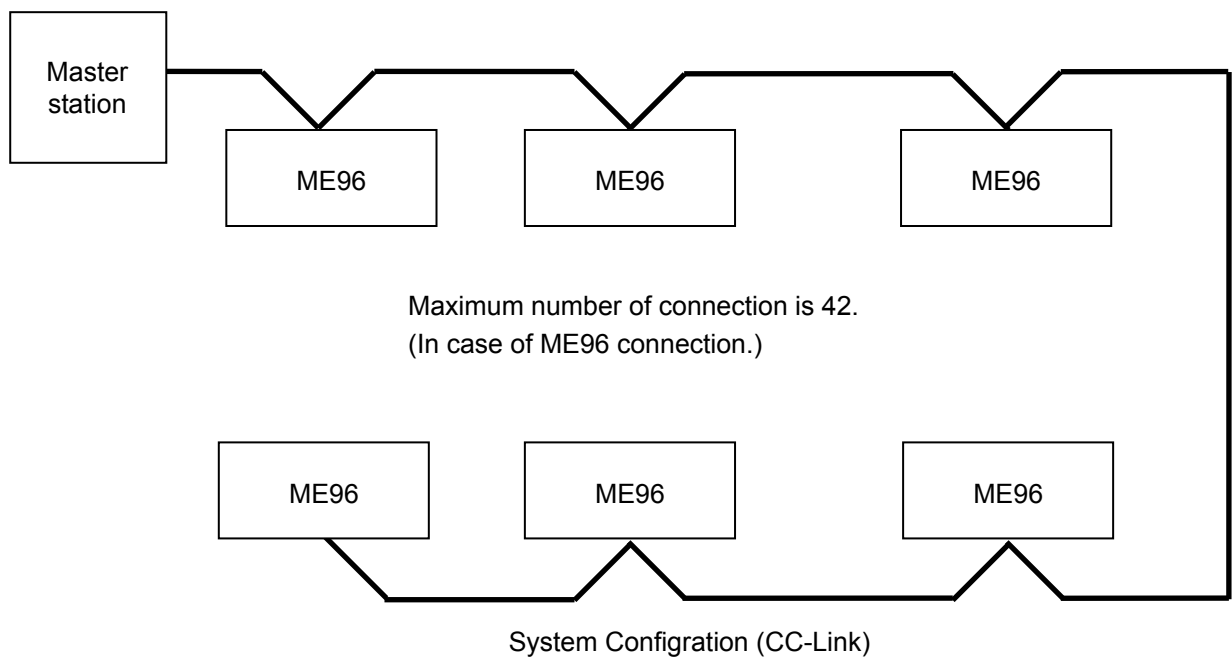 Master
station
ME96
ME96
ME96
Maximum number of connection is 42.
(In case of ME96 connection.)
ME96
ME96
ME96
System Configration (CC-Link)